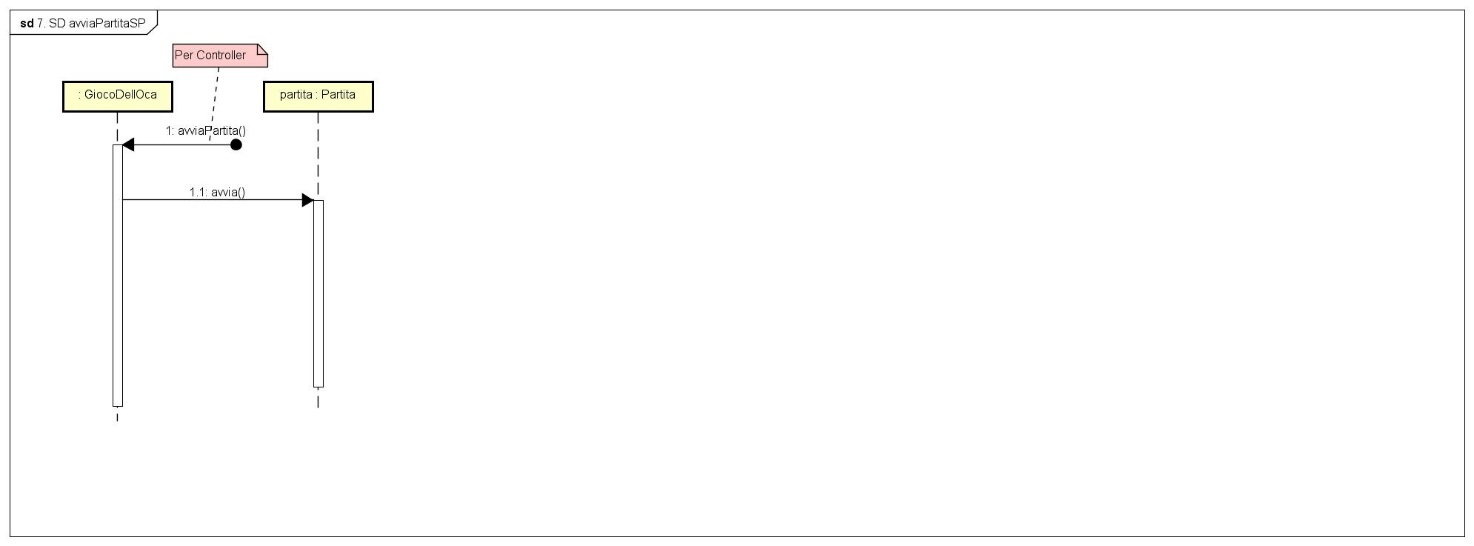 sd 7. SD avviaPartitaSP
Per Controller
: GiocoDellOca
partita : Partita
1: avviaPartita()
1.1: avvia()